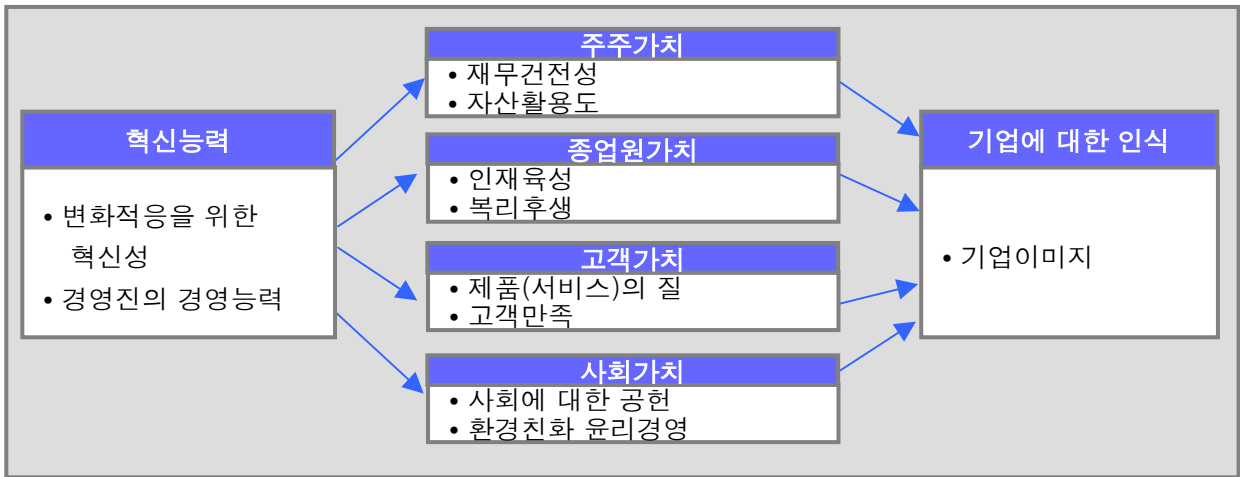 혁신능력
• 변화적응을 위한
혁신성
• 경영진의 경영능력
주주가치
• 재무건전성
• 자산활용도
종업원가치
• 인재육성
• 복리후생
고객가치
• 제품(서비스)의 질
• 고객만족
사회가치
• 사회에 대한 공헌
• 환경친화 윤리경영
기업에 대한 인식
• 기업이미지